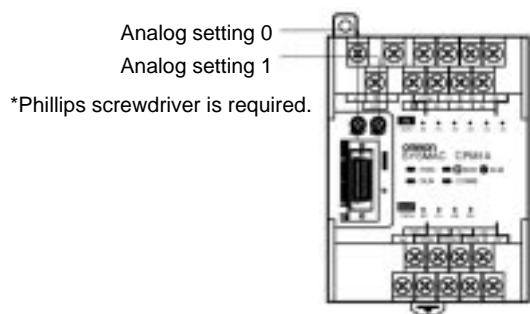 Analog setting 0
Analog setting 1
*Phillips screwdriver is required.
omron
SYSMAC CPM1A